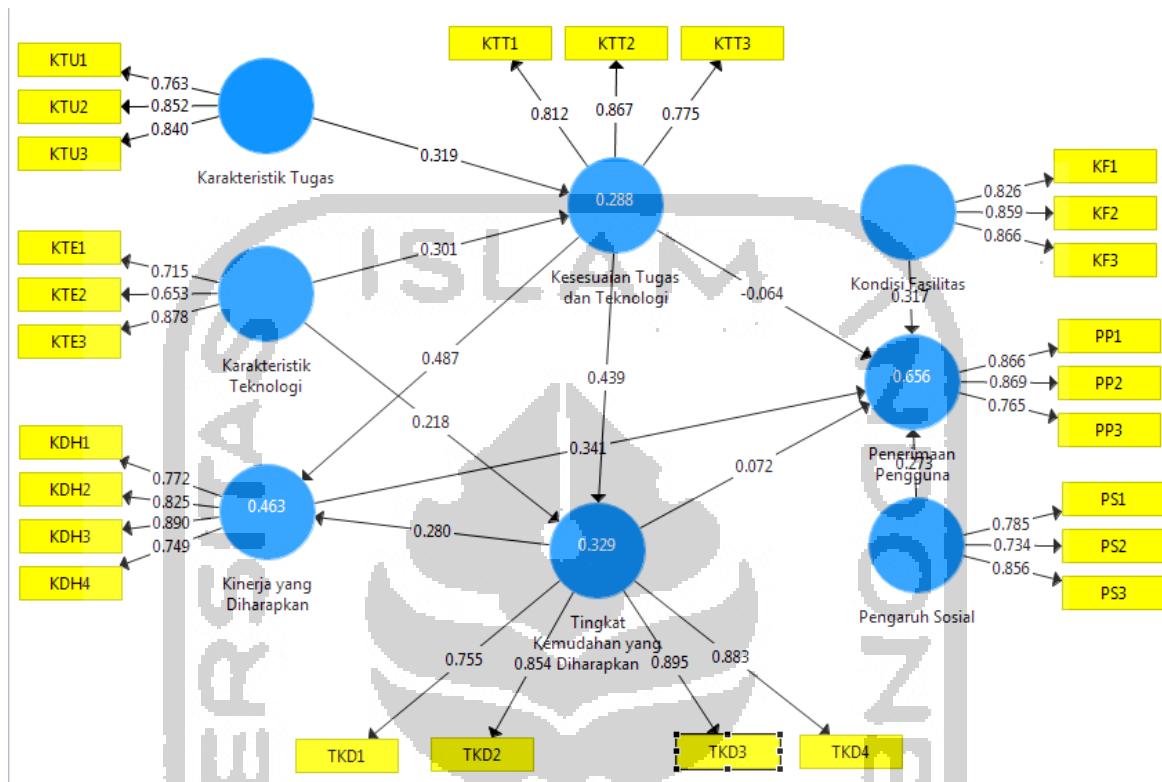 KTU1
KTU2
KTU3
0.763
0.852
0.840
Karakteristik Tugas
KTT1
KTT2
KTT3
0.812
0.867
0.775
0.319
0.288
Kesesuaian Tugas
dan Teknologi
KF1
KF2
KF3
0.826
0.859
0.866
Kondisi Fasilitas
0.317
KTE1
KTE2
KTE3
0.715
0.653
0.878
Karakteristik
Teknologi
0.301
ISLAM
-0.064
0.487
0.439
0.218
PP1
PP2
PP3
0.866
0.869
0.765
0.656
Penerimaan
Pengguna
0.273
KDH1
KDH2
KDH3
KDH4
0.772
0.825
0.890
0.749
0.463
Kinerja yang
Diharapkan
0.341
0.072
0.280
0.329
Tingkat
Kemudahan yang
Diharapkan
PS1
PS2
PS3
0.785
0.734
0.856
Pengaruh Sosial
0.755
0.854
0.895
0.883
TKD1
TKD2
TKD3
TKD4